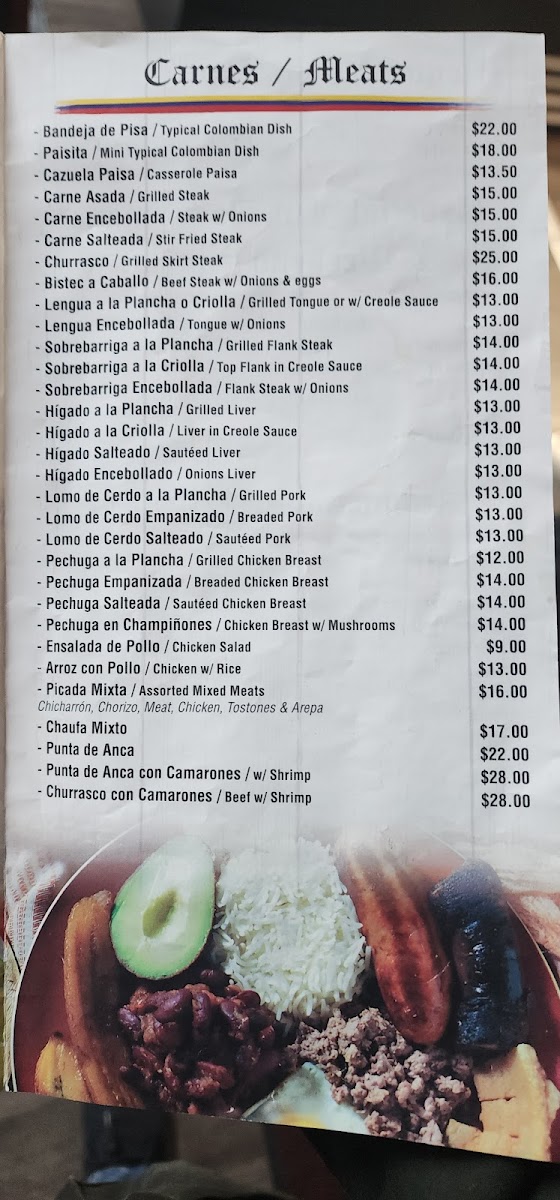 Carnes / Meats
- Bandeja de Pisa / Typical Colombian Dish $22.00
- Paisita / Mini Typical Colombian Dish $18.00
- Cazuela Paisa / Casserole Paisa $13.50
- Carne Asada / Grilled Steak $15.00
- Carne Encebollada / Steak w/ Onions $15.00
- Carne Salteada / Stir Fried Steak $15.00
- Churrasco / Grilled Skirt Steak $25.00
- Bistec a Caballo / Beef Steak w/ Onions & eggs $16.00
- Lengua a la Plancha o Criolla / Grilled Tongue or w/ Creole Sauce $13.00
- Lengua Encebollada / Tongue w/ Onions $13.00
- Sobrebarriga a la Plancha / Grilled Flank Steak $14.00
- Sobrebarriga a la Criolla / Top Flank in Creole Sauce $14.00
- Sobrebarriga Encebollada / Flank Steak w/ Onions $14.00
- Hígado a la Plancha / Grilled Liver $13.00
- Hígado a la Criolla / Liver in Creole Sauce $13.00
- Hígado Salteado / Sautéed Liver $13.00
- Hígado Encebollado / Onions Liver $13.00
- Lomo de Cerdo a la Plancha / Grilled Pork $13.00
- Lomo de Cerdo Empanizado / Breaded Pork $13.00
- Lomo de Cerdo Salteado / Sautéed Pork $13.00
- Pechuga a la Plancha / Grilled Chicken Breast $12.00
- Pechuga Empanizada / Breaded Chicken Breast $14.00
- Pechuga Salteada / Sautéed Chicken Breast $14.00
- Pechuga en Champiñones / Chicken Breast w/ Mushrooms $14.00
- Ensalada de Pollo / Chicken Salad $9.00
- Arroz con Pollo / Chicken w/ Rice $13.00
- Picada Mixta / Assorted Mixed Meats $16.00
Chicharrón, Chorizo, Meat, Chicken, Tostones & Arepa
- Chaufa Mixto $17.00
- Punta de Anca $22.00
- Punta de Anca con Camarones / w/ Shrimp $28.00
- Churrasco con Camarones / Beef w/ Shrimp $28.00